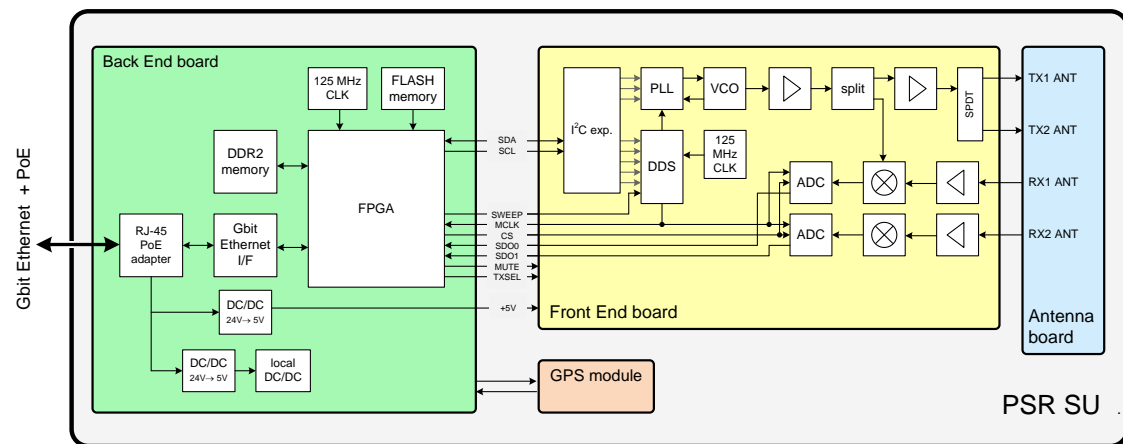 Back End board
125 MHz
CLK
FLASH
memory
DDR2
memory
FPGA
RJ-45
PoE
adapter
Gbit
Ethernet
I/F
DC/DC
24V→5V
DC/DC
24V→5V
local
DC/DC
Gbit Ethernet + PoE
SDA
SCL
SWEEP
MCLK
CS
SDO0
SDO1
MUTE
TXSEL
+5V
I²C exp.
PLL
VCO
split
SPDT
DDS
125
MHz
CLK
ADC
ADC
Front End board
TX1 ANT
TX2 ANT
RX1 ANT
RX2 ANT
Antenna
board
GPS module
PSR SU .